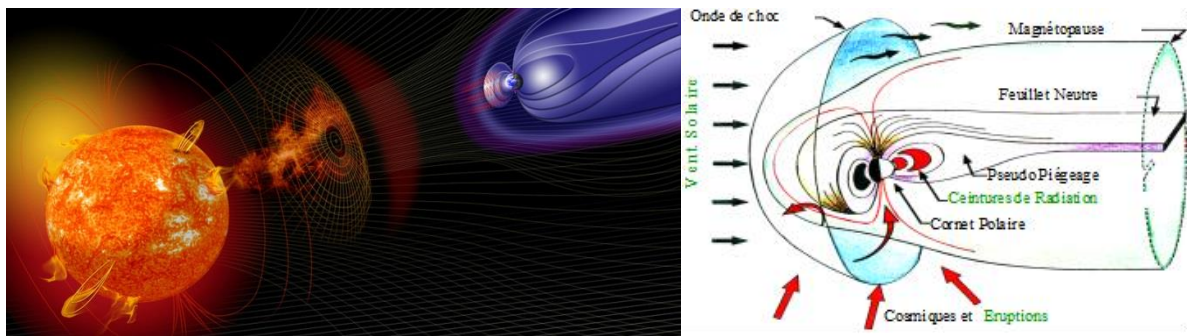 Onde de choc
Magnétopause
Feuillet Neutre
Vent. Solaire
Pseudo Piégeage
Ceintures de Radiation
Cornet Polaire
Cosmiques et Eruptions